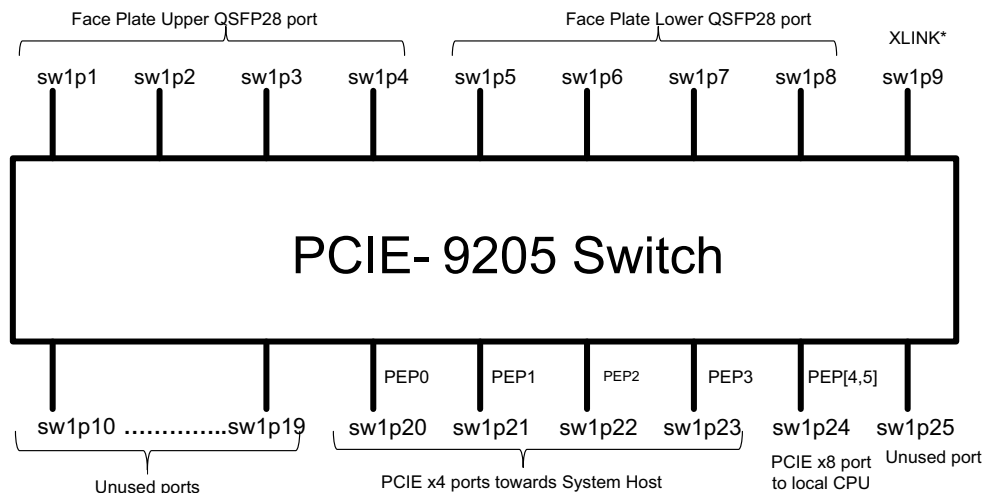 Face Plate Upper QSFP28 port Face Plate Lower QSFP28 port
XLINK*
sw1p1 sw1p2 sw1p3 sw1p4 sw1p5 sw1p6 sw1p7 sw1p8 sw1p9
PCIE- 9205 Switch
PEP0 PEP1 PEP2 PEP3 PEP[4,5]
sw1p10 ..............sw1p19 sw1p20 sw1p21 sw1p22 sw1p23 sw1p24 sw1p25
Unused ports PCIE x4 ports towards System Host PCIE x8 port Unused port
to local CPU